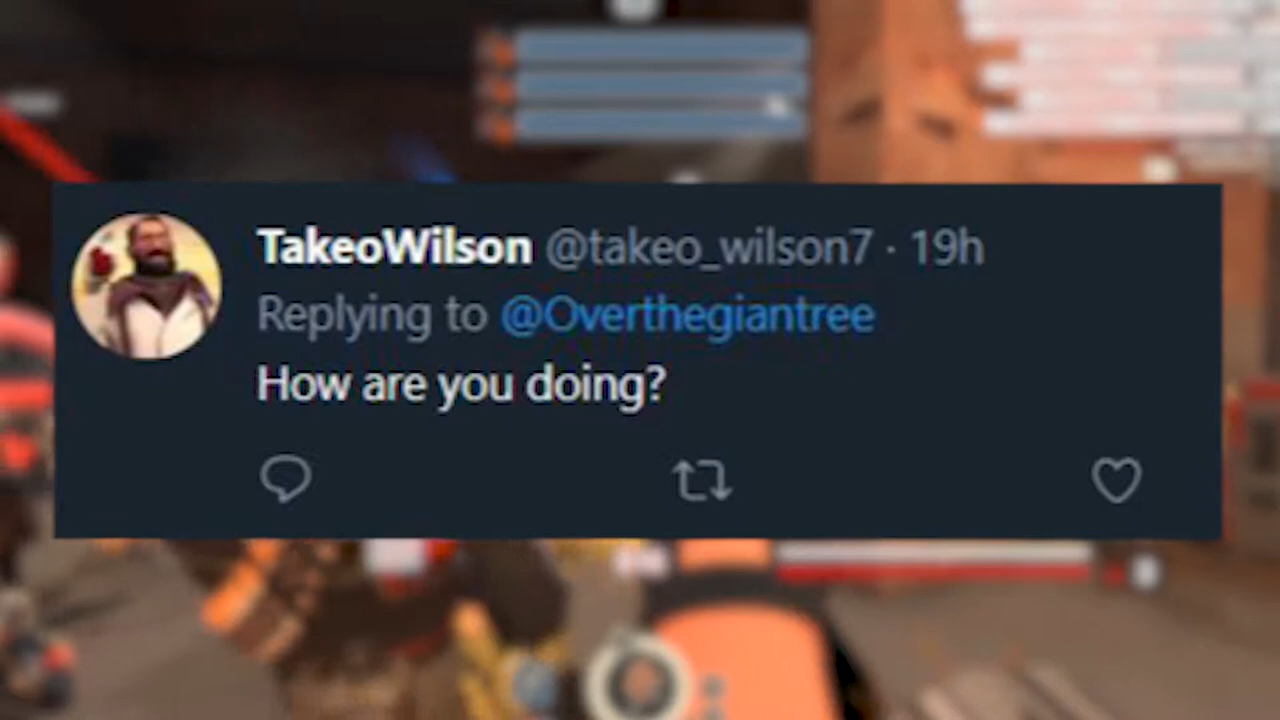 TakeoWilson @takeo_wilson7 · 19h
Replying to @Overthegiantree
How are you doing?